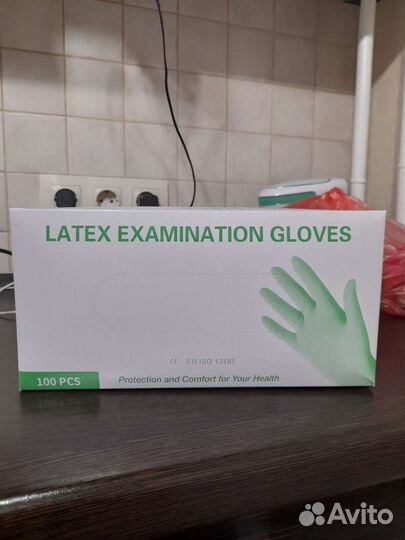 LATEX EXAMINATION GLOVES
CE EN ISO 13485
100 PCS
Protection and Comfort for Your Health
Avito